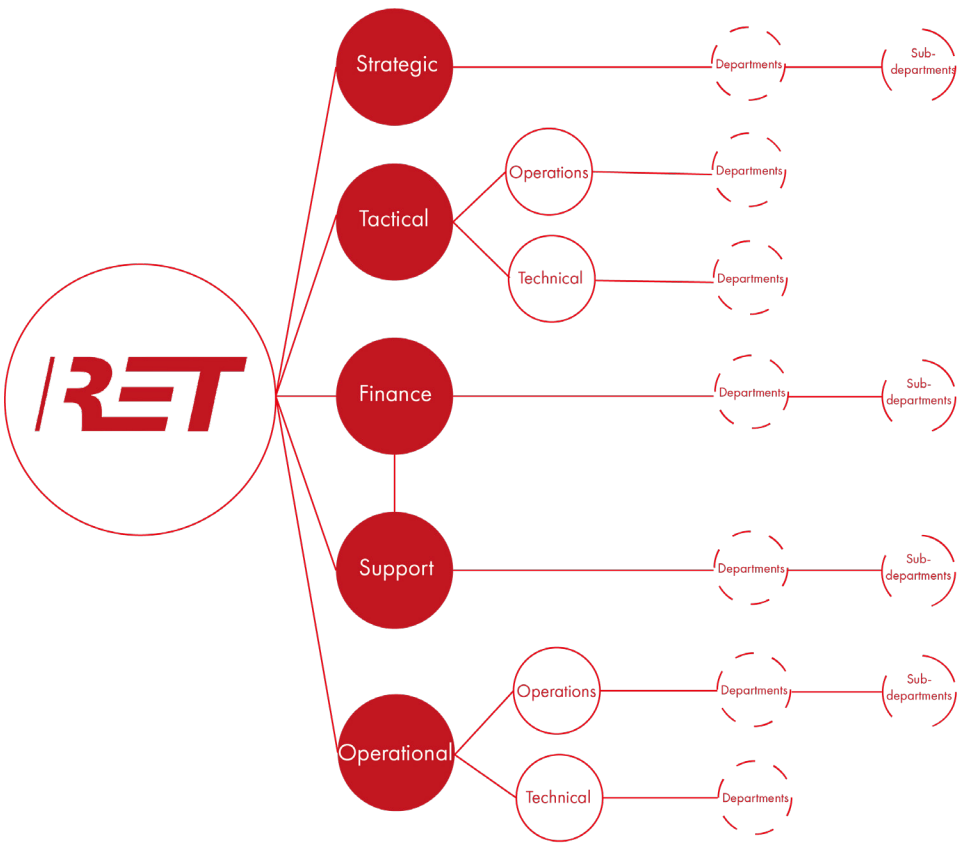 Strategic
Departments
Sub-
departments
Tactical
Operations
Departments
Technical
Departments
RET
Finance
Departments
Sub-
departments
Support
Departments
Sub-
departments
Operational
Operations
Departments
Sub-
departments
Technical
Departments